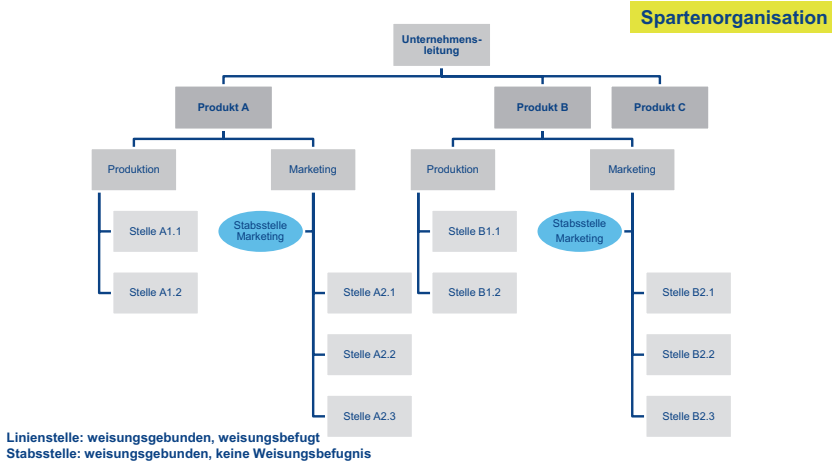 Spartenorganisation
Unternehmens-
leitung
Produkt A
Produkt B
Produkt C
Produktion
Marketing
Produktion
Marketing
Stelle A1.1
Stabsstelle
Marketing
Stelle B1.1
Stabsstelle
Marketing
Stelle A1.2
Stelle A2.1
Stelle B1.2
Stelle B2.1
Stelle A2.2
Stelle B2.2
Stelle A2.3
Stelle B2.3
Linienstelle: weisungsgebunden, weisungsbefugt
Stabsstelle: weisungsgebunden, keine Weisungsbefugnis